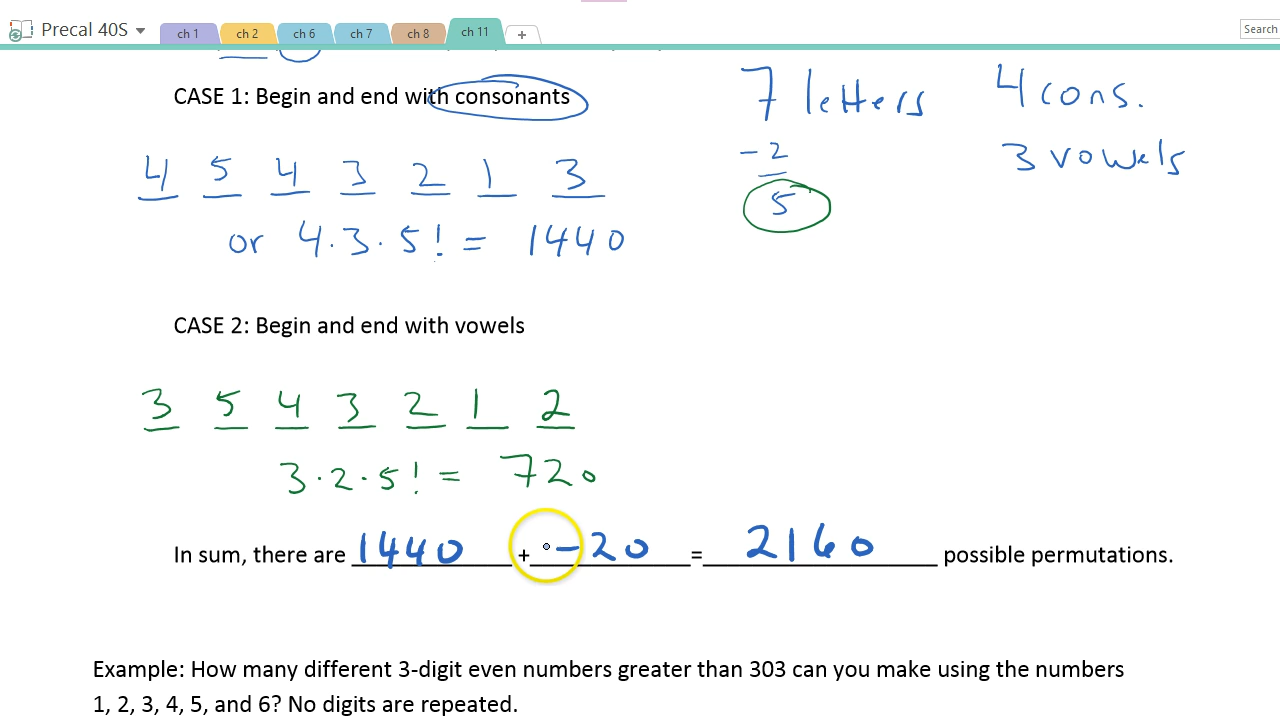 Precal 40S ch 1 ch 2 ch 6 ch 7 ch 8 ch 11 + Search
CASE 1: Begin and end with consonants
7 letters 4 cons.
- 2 3 vowels
5
4 5 4 3 2 1 3
or 4·3·5! = 1440
CASE 2: Begin and end with vowels
3 5 4 3 2 1 2
3·2·5! = 720
In sum, there are 1440 + 20 = 2160 possible permutations.
Example: How many different 3-digit even numbers greater than 303 can you make using the numbers
1, 2, 3, 4, 5, and 6? No digits are repeated.